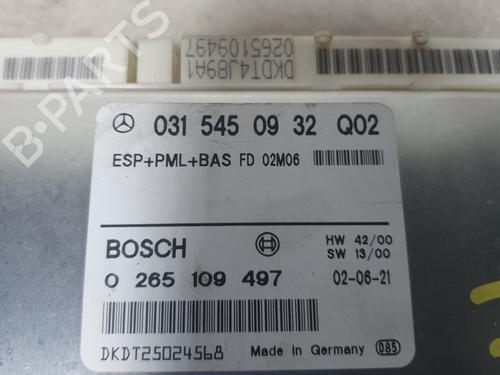 DKDT4J89A1
0265109497
031 545 09 32 Q02
ESP+PML+BAS FD 02M06
BOSCH
HW 42/00
SW 13/00
0 265 109 497
02-06-21
DKDT25024568
Made in Germany
085
B-PARTS